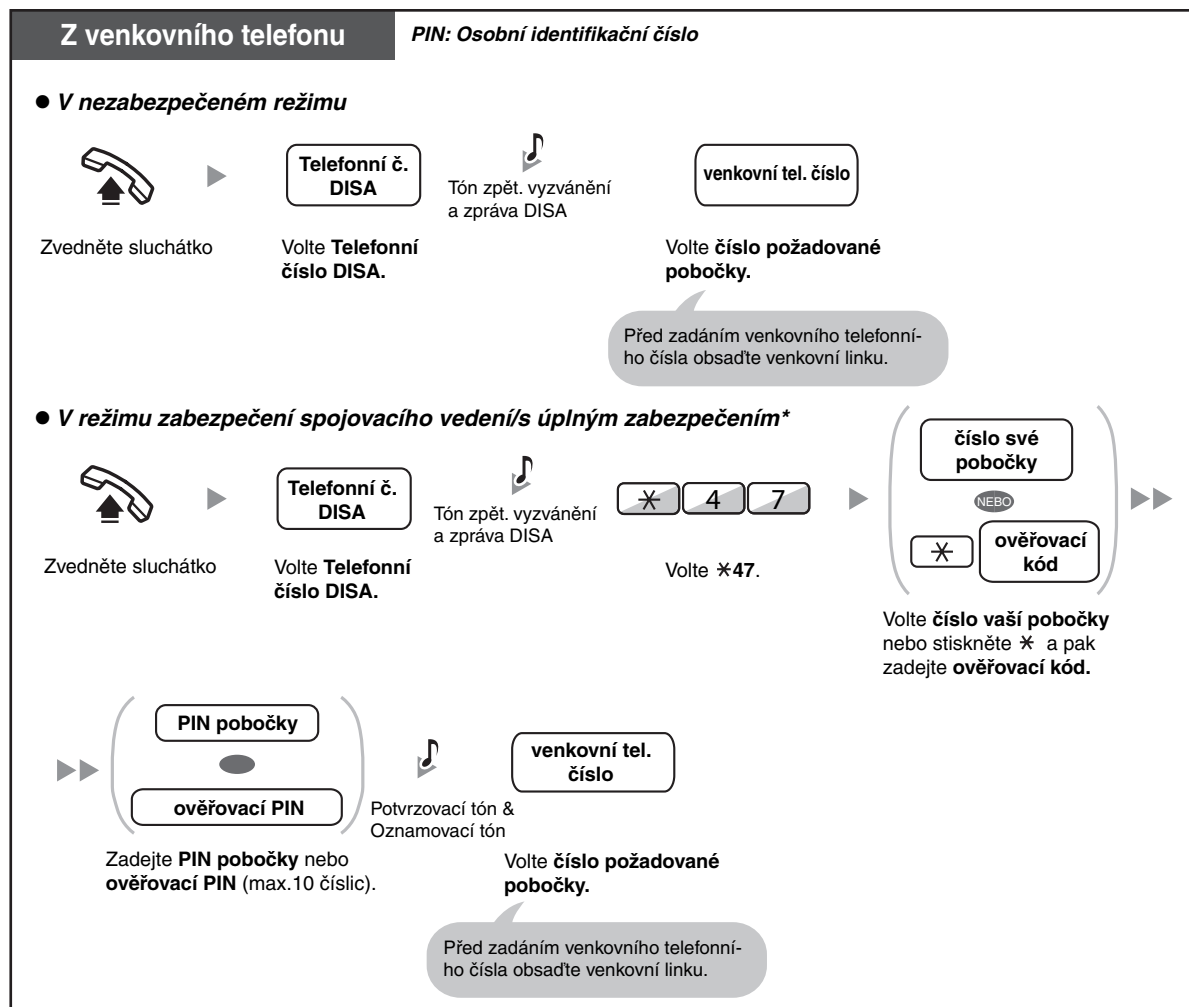 Z venkovního telefonu
PIN: Osobní identifikační číslo
● V nezabezpečeném režimu
Telefonní č.
DISA
Tón zpět. vyzvánění
a zpráva DISA
venkovní tel. číslo
Zvedněte sluchátko
Volte Telefonní
číslo DISA.
Volte číslo požadované
pobočky.
Před zadáním venkovního telefonní-
ho čísla obsaďte venkovní linku.
● V režimu zabezpečení spojovacího vedení/s úplným zabezpečením*
Telefonní č.
DISA
Tón zpět. vyzvánění
a zpráva DISA
* 4 7
číslo své
pobočky
NEBO
* ověřovací
kód
Zvedněte sluchátko
Volte Telefonní
číslo DISA.
Volte *47.
Volte číslo vaší pobočky
nebo stiskněte * a pak
zadejte ověřovací kód.
PIN pobočky
ověřovací PIN
Potvrzovací tón &
Oznamovací tón
venkovní tel.
číslo
Zadejte PIN pobočky nebo
ověřovací PIN (max.10 číslic).
Volte číslo požadované
pobočky.
Před zadáním venkovního telefonní-
ho čísla obsaďte venkovní linku.